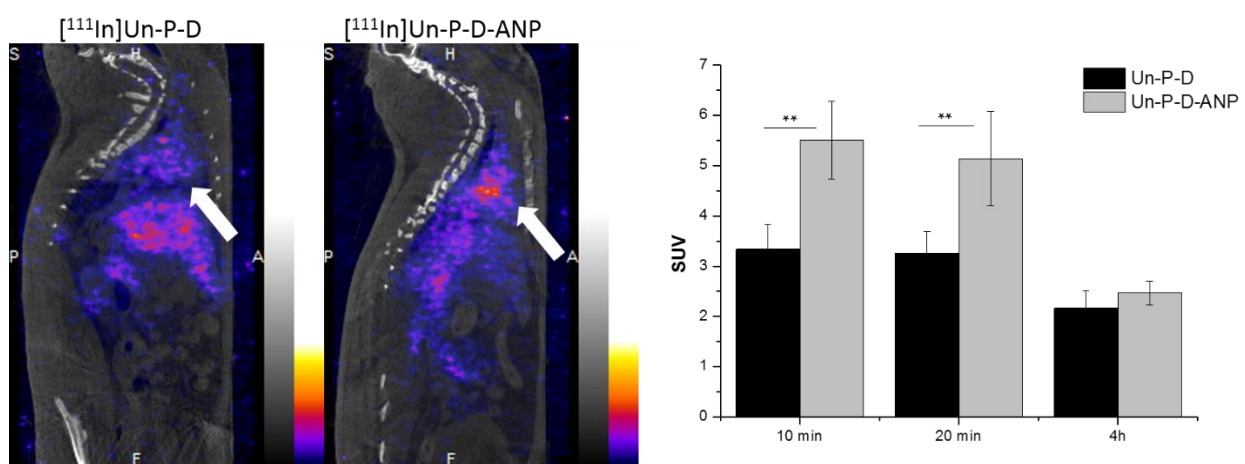 [¹¹¹In]Un-P-D
[¹¹¹In]Un-P-D-ANP
S H P A F
S H P A F
7
6
5
4
3
2
1
0
SUV
** **
Un-P-D
Un-P-D-ANP
10 min 20 min 4h